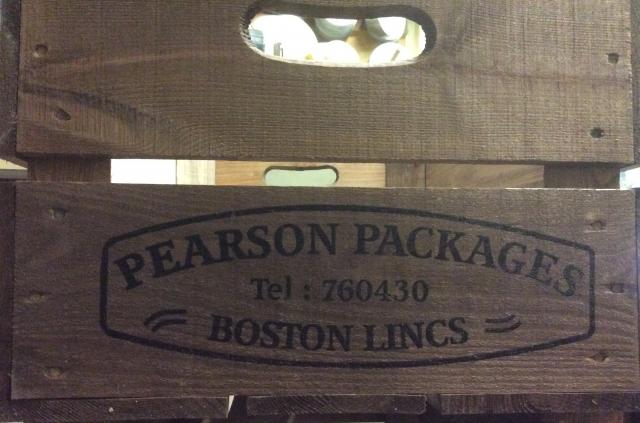 PEARSON PACKAGES
Tel : 760430
BOSTON LINCS